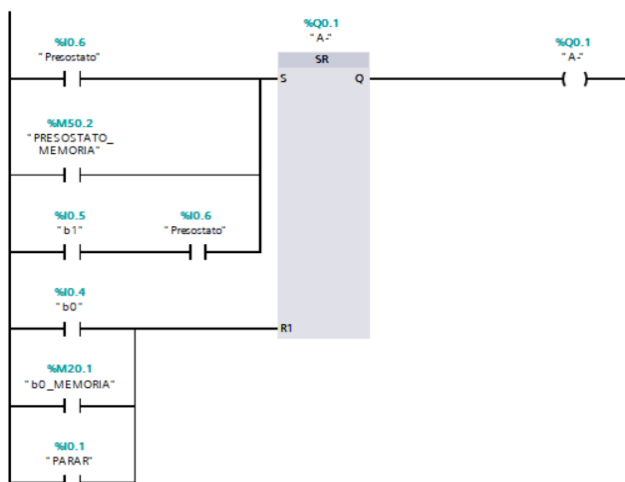 %Q0.1
"A-"
%Q0.1
"A-"
%I0.6
"Presostato"
SR
S
Q
%M50.2
"PRESOSTATO_
MEMORIA"
%I0.5
"b1"
%I0.6
"Presostato"
%I0.4
"b0"
R1
%M20.1
"b0_MEMORIA"
%I0.1
"PARAR"